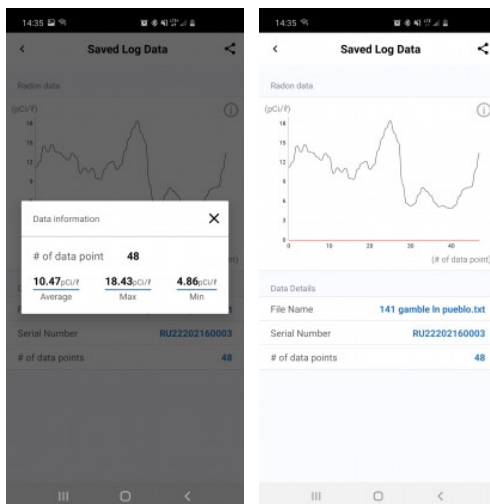 14:35
Saved Log Data
Radon data
(pCi/ℓ)
18
15
12
9
Data information
# of data point 48
10.47pCi/ℓ 18.43pCi/ℓ 4.86pCi/ℓ
Average Max Min
Serial Number RU22202160003
# of data points 48
14:35
Saved Log Data
Radon data
(pCi/ℓ)
18
15
12
9
6
3
0
0 10 20 30 40
(# of data point)
Data Details
File Name 141 gamble ln pueblo.txt
Serial Number RU22202160003
# of data points 48